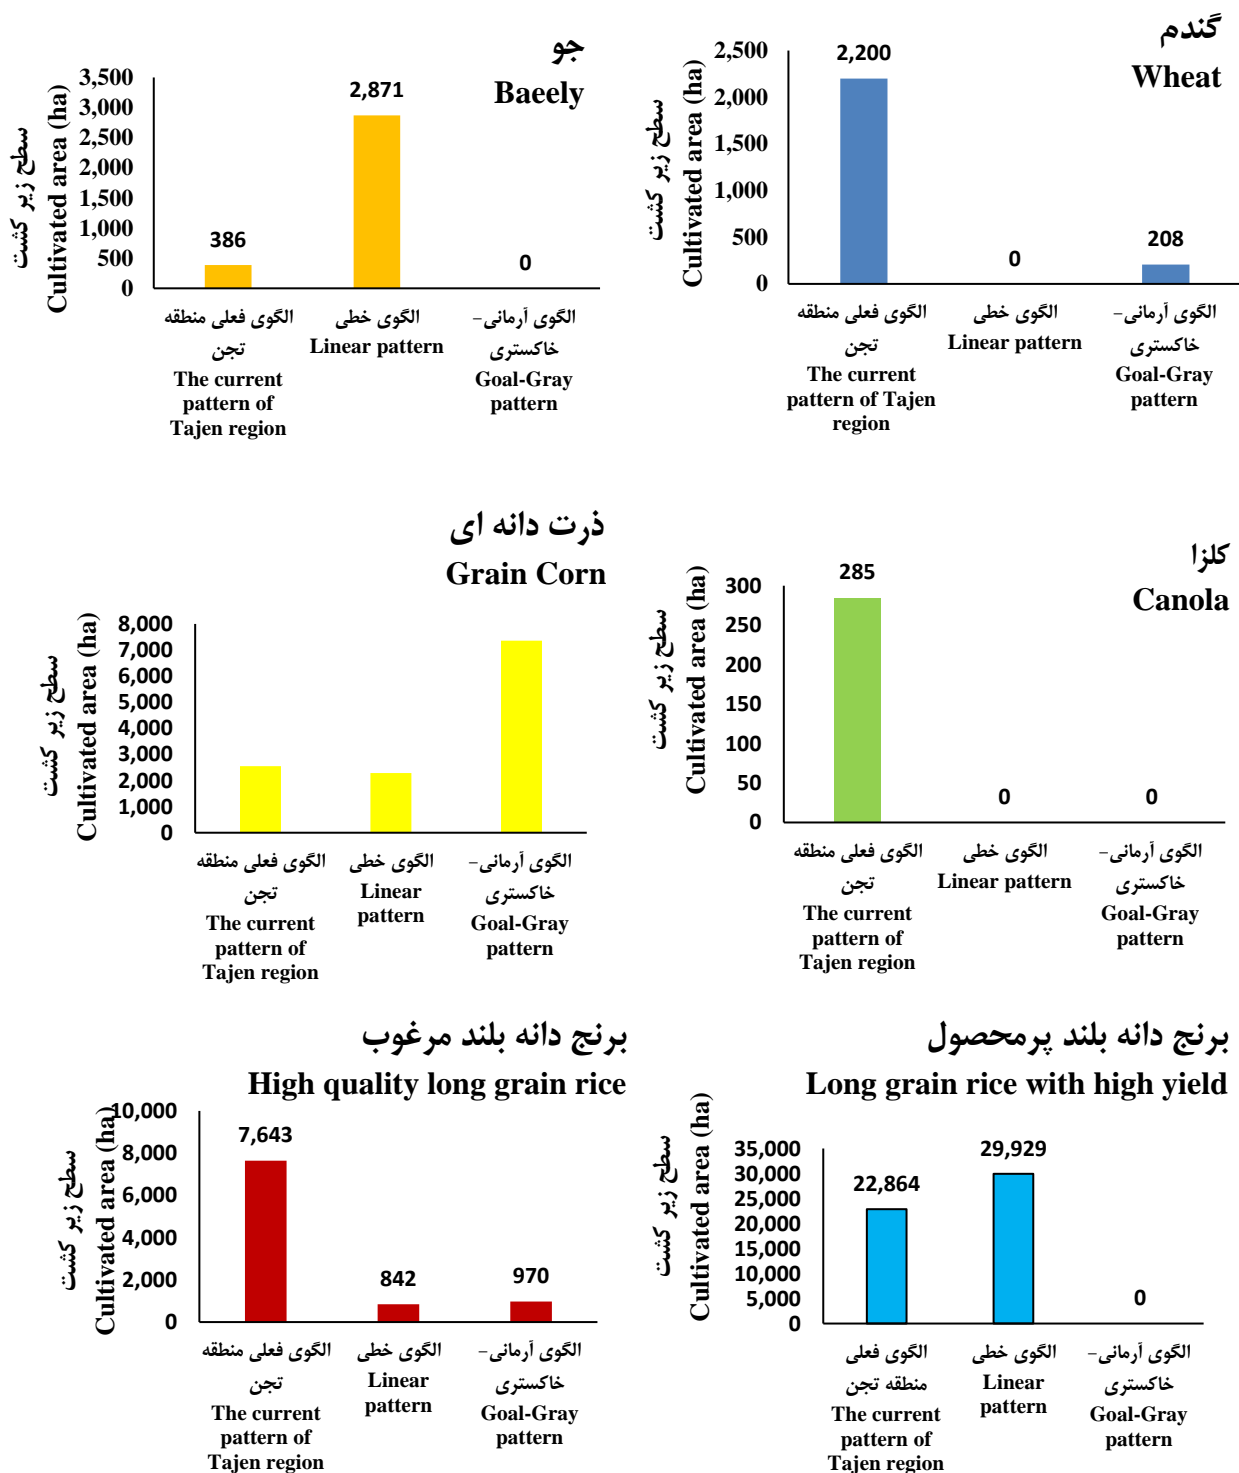 جو
Baeely
سطح زیر کشت
Cultivated area (ha)
3,500
3,000
2,500
2,000
1,500
1,000
500
0
386
2,871
0
الگوی فعلی منطقه
تجن
The current
pattern of
Tajen region
الگوی خطی
Linear pattern
الگوی آرمانی-
خاکستری
Goal-Gray
pattern
گندم
Wheat
سطح زیر کشت
Cultivated area (ha)
2,500
2,000
1,500
1,000
500
0
2,200
0
208
الگوی فعلی منطقه
تجن
The current
pattern of Tajen
region
الگوی خطی
Linear pattern
الگوی آرمانی-
خاکستری
Goal-Gray
pattern
ذرت دانه ای
Grain Corn
سطح زیر کشت
Cultivated area (ha)
8,000
7,000
6,000
5,000
4,000
3,000
2,000
1,000
0
الگوی فعلی منطقه
تجن
The current
pattern of
Tajen region
الگوی خطی
Linear
pattern
الگوی آرمانی-
خاکستری
Goal-Gray
pattern
کلزا
Canola
سطح زیر کشت
Cultivated area (ha)
300
250
200
150
100
50
0
285
0
0
الگوی فعلی منطقه
تجن
The current
pattern of
Tajen region
الگوی خطی
Linear pattern
الگوی آرمانی-
خاکستری
Goal-Gray
pattern
برنج دانه بلند مرغوب
High quality long grain rice
سطح زیر کشت
Cultivated area (ha)
10,000
8,000
6,000
4,000
2,000
0
7,643
842
970
الگوی فعلی منطقه
تجن
The current
pattern of
Tajen region
الگوی خطی
Linear
pattern
الگوی آرمانی-
خاکستری
Goal-Gray
pattern
برنج دانه بلند پرمحصول
Long grain rice with high yield
سطح زیر کشت
Cultivated area (ha)
35,000
30,000
25,000
20,000
15,000
10,000
5,000
0
22,864
29,929
0
الگوی فعلی
منطقه تجن
The current
pattern of
Tajen region
الگوی خطی
Linear
pattern
الگوی آرمانی-
خاکستری
Goal-Gray
pattern